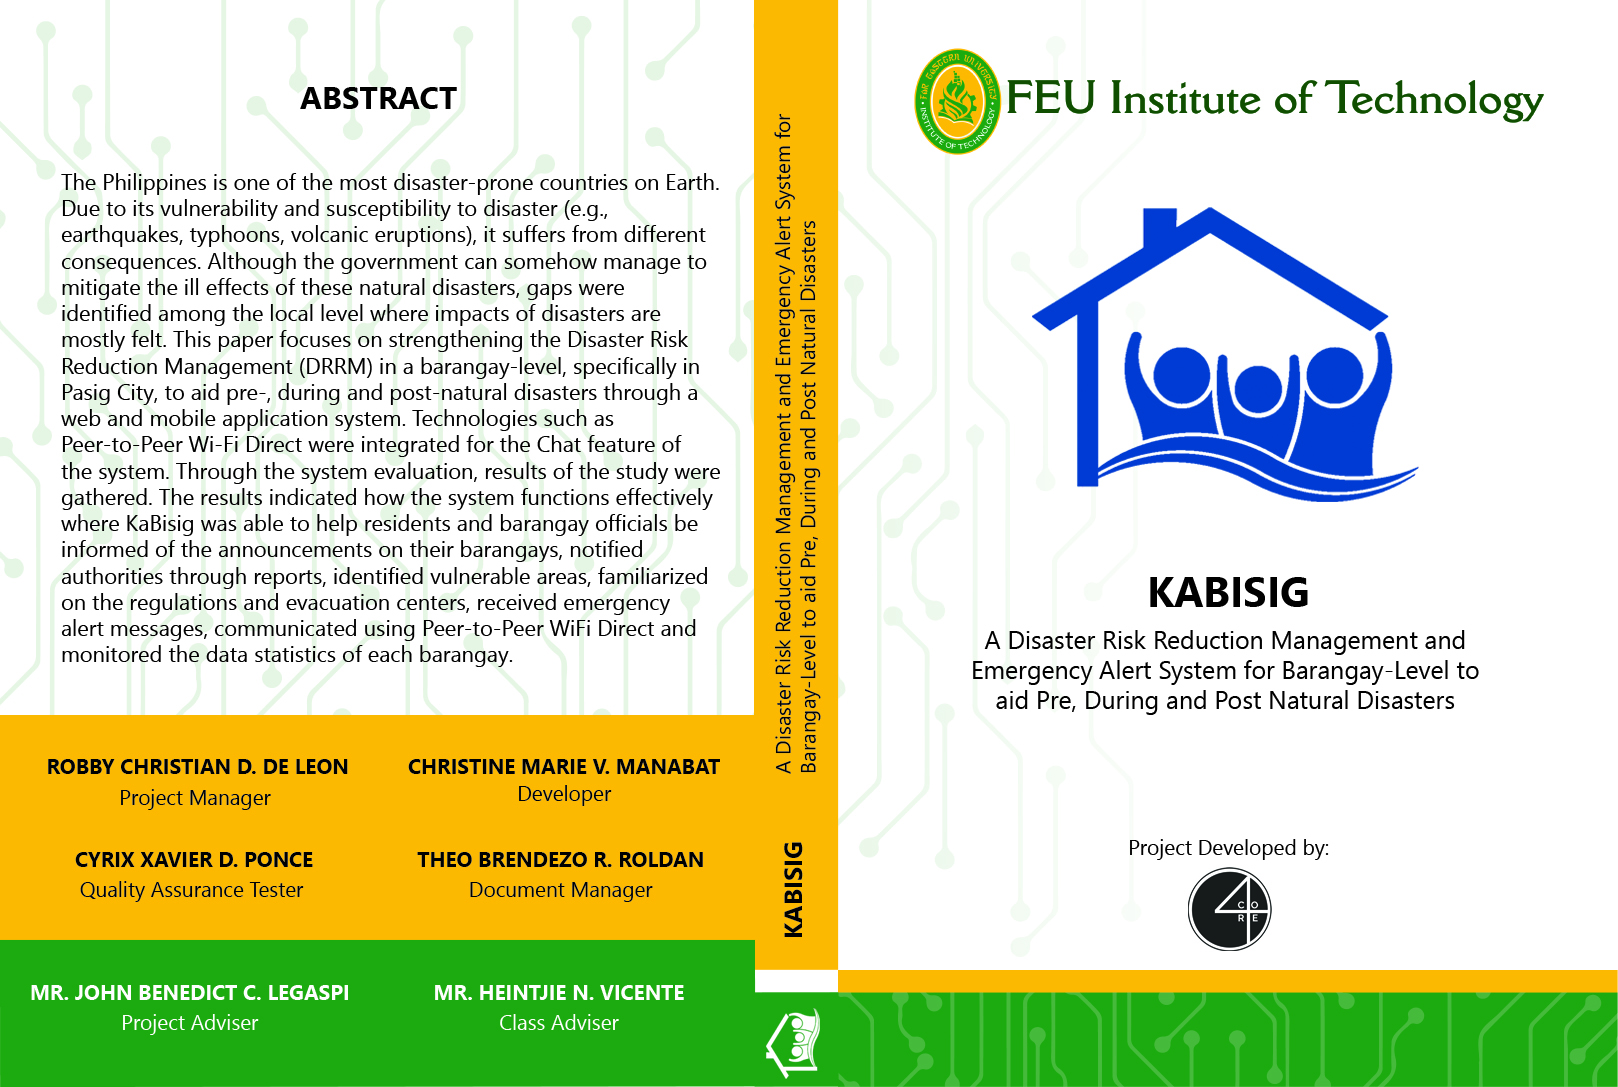 ABSTRACT
The Philippines is one of the most disaster-prone countries on Earth.
Due to its vulnerability and susceptibility to disaster (e.g.,
earthquakes, typhoons, volcanic eruptions), it suffers from different
consequences. Although the government can somehow manage to
mitigate the ill effects of these natural disasters, gaps were
identified among the local level where impacts of disasters are
mostly felt. This paper focuses on strengthening the Disaster Risk
Reduction Management (DRRM) in a barangay-level, specifically in
Pasig City, to aid pre-, during and post-natural disasters through a
web and mobile application system. Technologies such as
Peer-to-Peer Wi-Fi Direct were integrated for the Chat feature of
the system. Through the system evaluation, results of the study were
gathered. The results indicated how the system functions effectively
where KaBisig was able to help residents and barangay officials be
informed of the announcements on their barangays, notified
authorities through reports, identified vulnerable areas, familiarized
on the regulations and evacuation centers, received emergency
alert messages, communicated using Peer-to-Peer WiFi Direct and
monitored the data statistics of each barangay.
ROBBY CHRISTIAN D. DE LEON
Project Manager
CHRISTINE MARIE V. MANABAT
Developer
CYRIX XAVIER D. PONCE
Quality Assurance Tester
THEO BRENDEZO R. ROLDAN
Document Manager
MR. JOHN BENEDICT C. LEGASPI
Project Adviser
MR. HEINTJIE N. VICENTE
Class Adviser
KABISIG
A Disaster Risk Reduction Management and Emergency Alert System for
Barangay-Level to aid Pre, During and Post Natural Disasters
FAR EASTERN UNIVERSITY
INSTITUTE OF TECHNOLOGY
FEU Institute of Technology
KABISIG
A Disaster Risk Reduction Management and
Emergency Alert System for Barangay-Level to
aid Pre, During and Post Natural Disasters
Project Developed by:
4
CO
RE